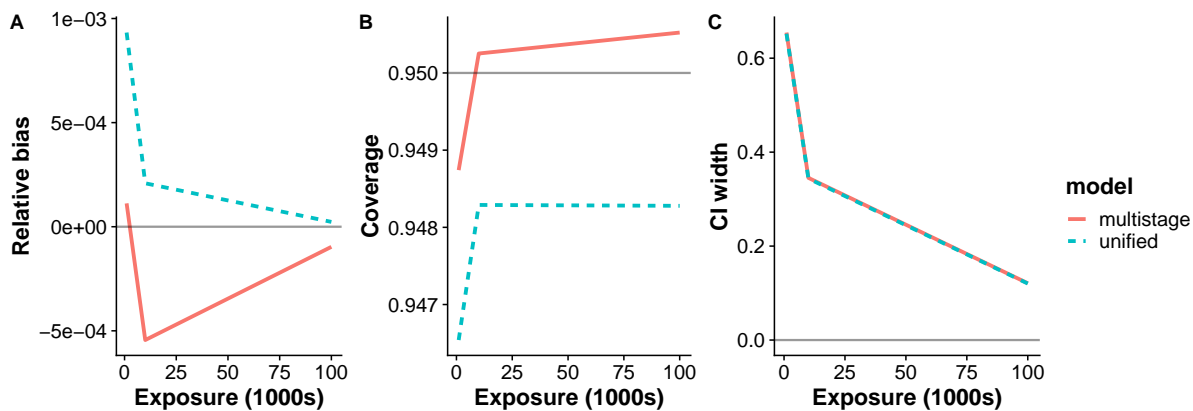 A
Relative bias
1e−03
5e−04
0e+00
−5e−04
0 25 50 75 100
Exposure (1000s)
B
Coverage
0.950
0.949
0.948
0.947
0 25 50 75 100
Exposure (1000s)
C
CI width
0.6
0.4
0.2
0.0
0 25 50 75 100
Exposure (1000s)
model
multistage
unified